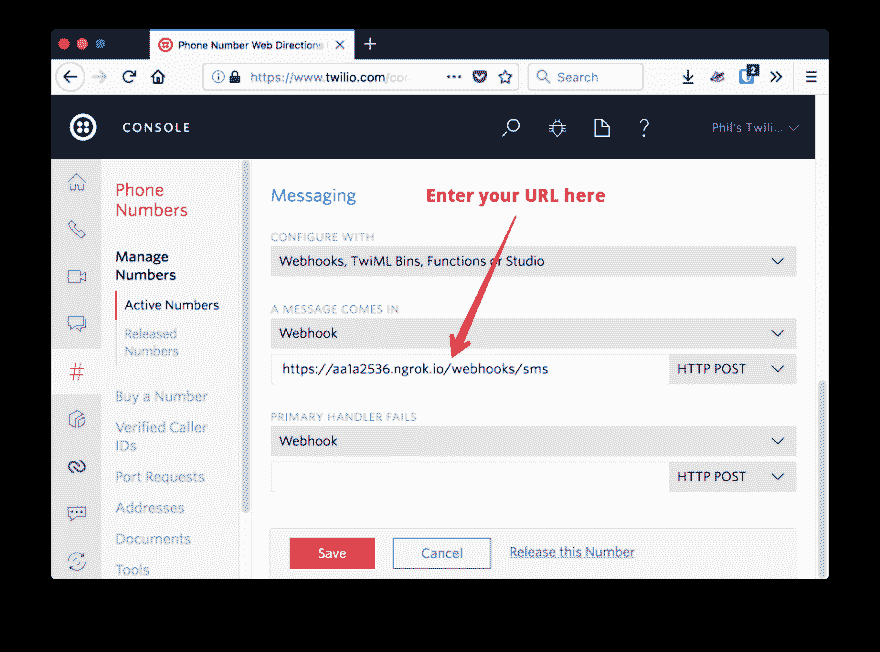 Phone Number Web Directions
https://www.twilio.com/co
Search
2
CONSOLE
Phil's Twili...
Phone
Numbers
Manage
Numbers
Active Numbers
Released
Numbers
Buy a Number
Verified Caller
IDs
Port Requests
Addresses
Documents
Tools
Messaging
Enter your URL here
CONFIGURE WITH
Webhooks, TwiML Bins, Functions or Studio
A MESSAGE COMES IN
Webhook
https://aa1a2536.ngrok.io/webhooks/sms
HTTP POST
PRIMARY HANDLER FAILS
Webhook
HTTP POST
Save
Cancel
Release this Number